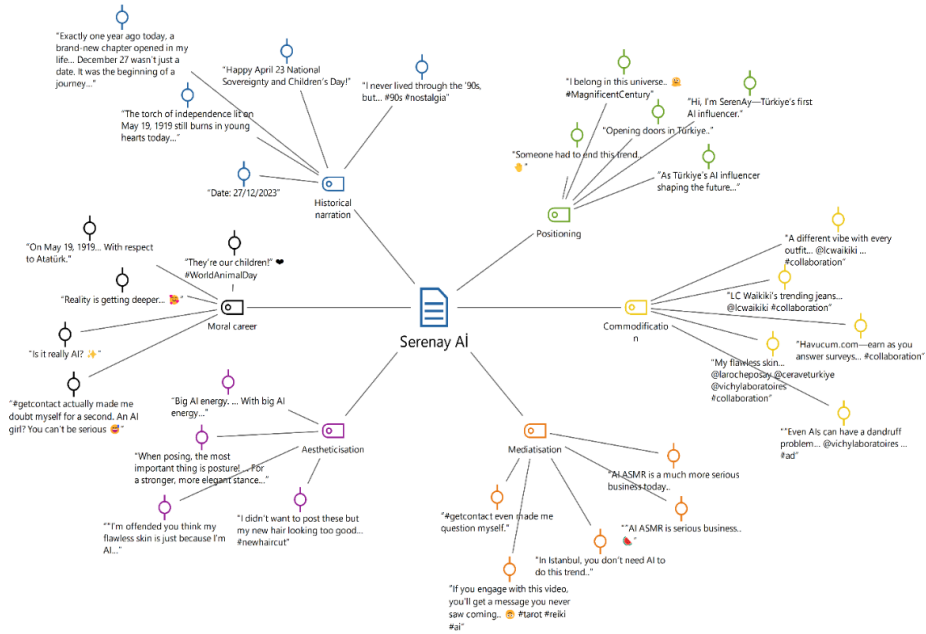 "Exactly one year ago today, a
brand-new chapter opened in my
life... December 27 wasn't just a
date. It was the beginning of a
journey..."
"Happy April 23 National
Sovereignty and Children's Day!"
"I never lived through the '90s,
but... #90s #nostalgia"
"The torch of independence lit on
May 19, 1919 still burns in young
hearts today..."
"Date: 27/12/2023"
Historical
narration
"I belong in this universe.. 🤗
#MagnificentCentury"
"Hi, I'm SerenAy—Türkiye's first
AI influencer."
"Opening doors in Türkiye.."
"Someone had to end this trend..
🤚"
"As Türkiye's AI influencer
shaping the future..."
Positioning
"On May 19, 1919... With respect
to Atatürk."
"They're our children!" ❤
#WorldAnimalDay
!
"Reality is getting deeper... 🥰"
"Is it really AI? ✨"
"#getcontact actually made me
doubt myself for a second. An AI
girl? You can't be serious 🥰"
Moral career
Serenay Aİ
"A different vibe with every
outfit... @lcwaikiki ...
#collaboration"
"LC Waikiki's trending jeans...
@lcwaikiki #collaboration"
"Havucum.com—earn as you
answer surveys... #collaboration"
"My flawless skin...
@larocheposay @ceraveturkiye
@vichylaboratoires
#collaboration"
""Even AIs can have a dandruff
problem... @vichylaboratoires ...
#ad"
Commodificatio
n
"Big AI energy. ... With big AI
energy..."
"When posing, the most
important thing is posture! ... For
a stronger, more elegant stance..."
""I'm offended you think my
flawless skin is just because I'm
AI..."
"I didn't want to post these but
my new hair looking too good...
#newhaircut"
Aestheticisation
Mediatisation
"AI ASMR is a much more serious
business today..
""AI ASMR is serious business..
🍉"
"#getcontact even made me
question myself."
"In Istanbul, you don't need AI to
do this trend.."
"If you engage with this video,
you'll get a message you never
saw coming.. 🙃 #tarot #reiki
#ai"